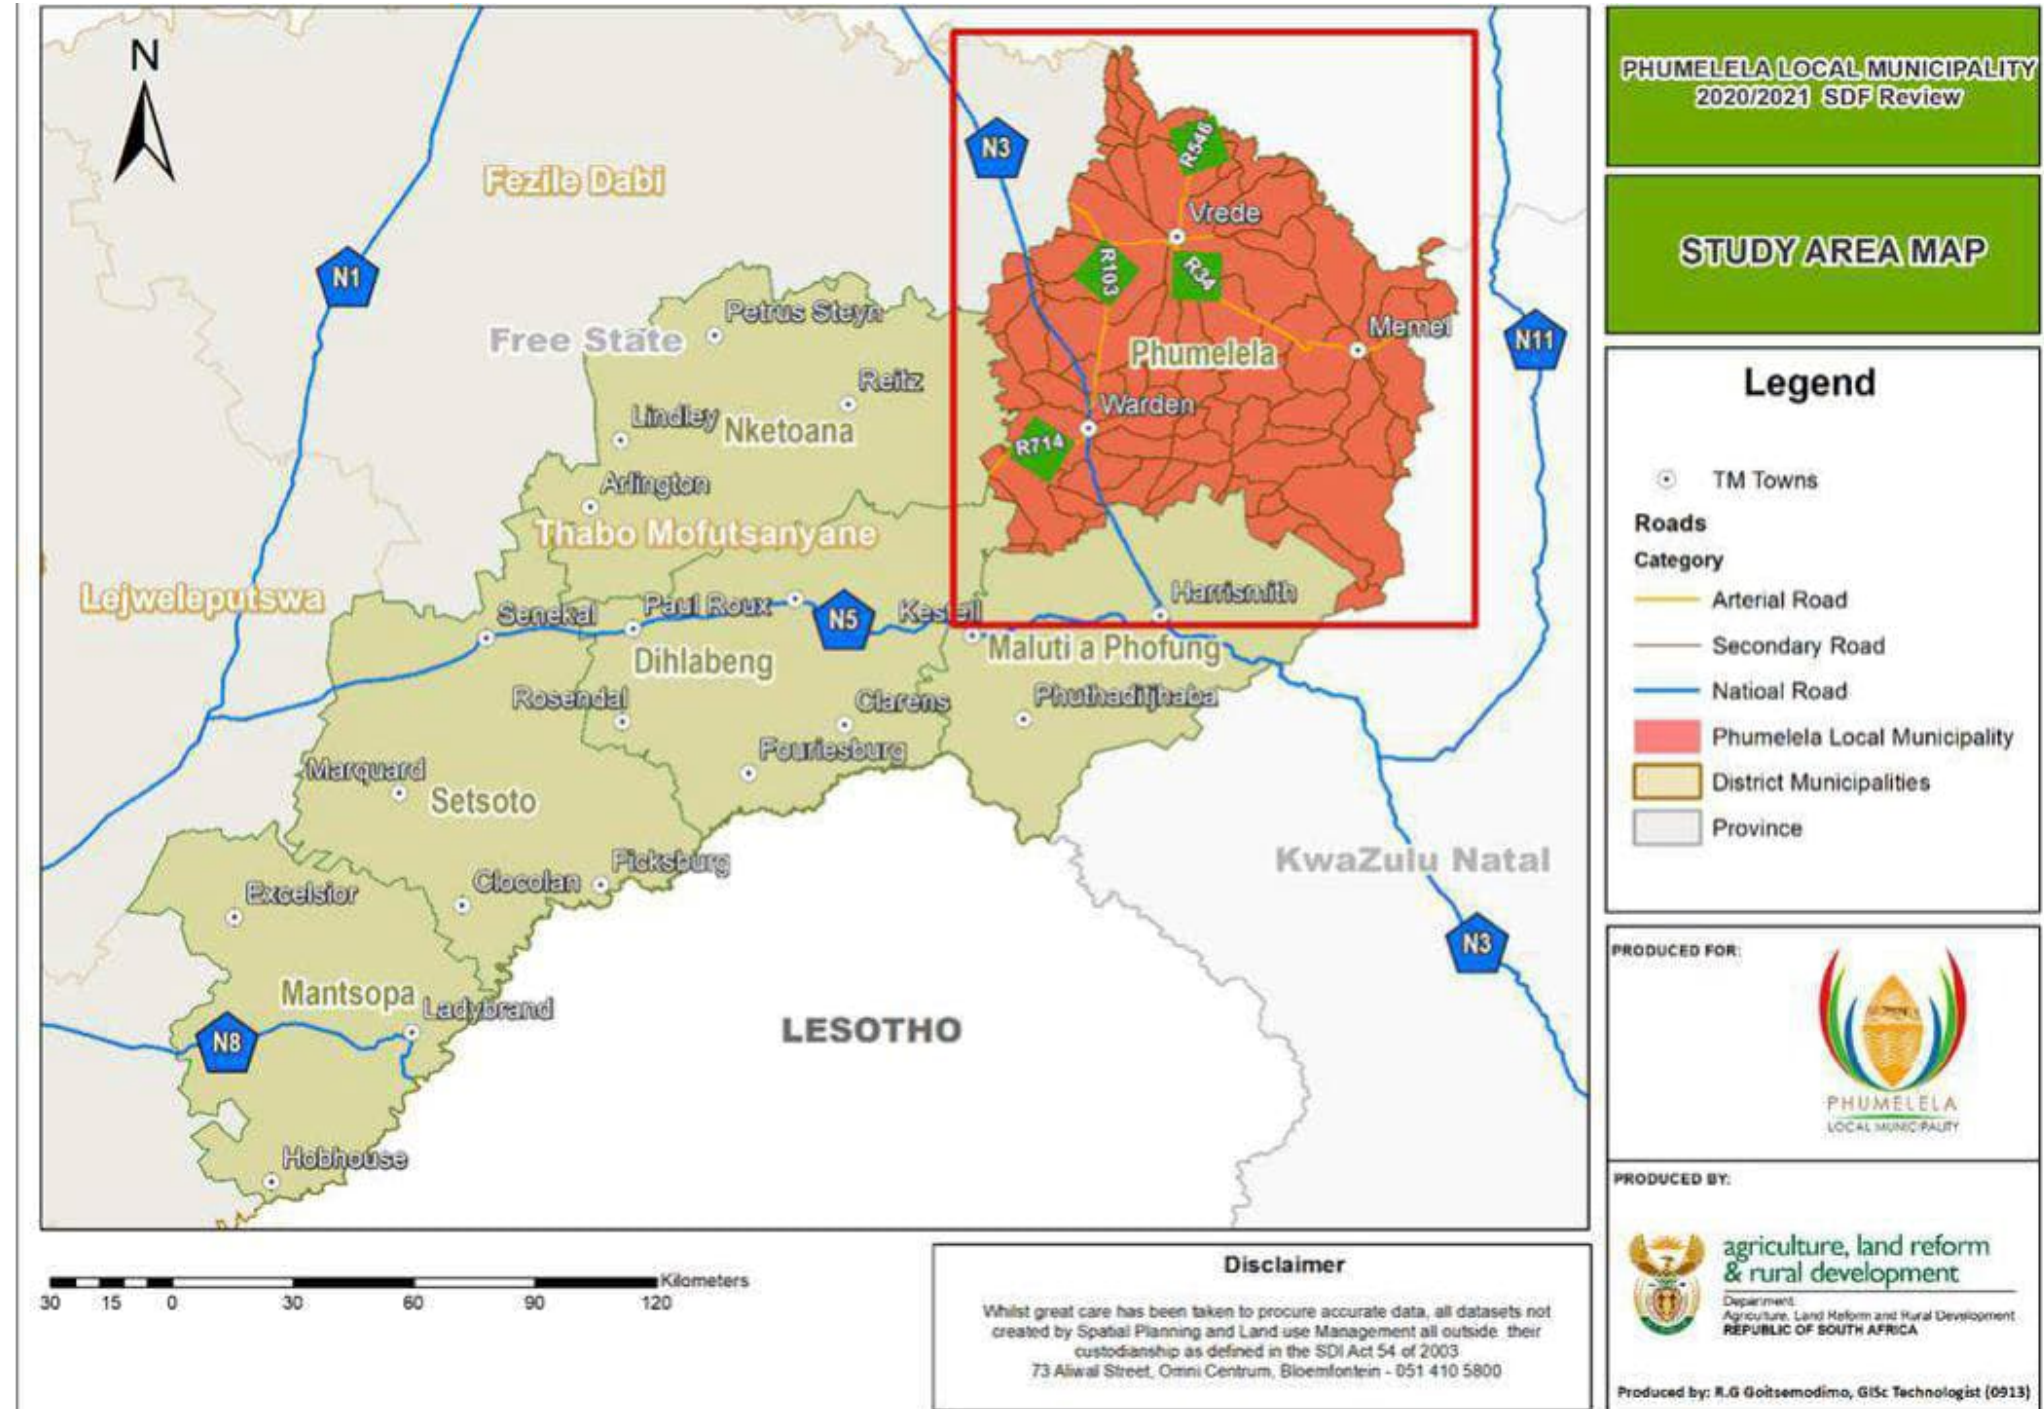 N
N3
R546
Fezile Dabi
Vrede
N1
R103
R34
Petrus Steyn
Free State
Memel
N11
Phumelela
Reitz
Warden
Lindley
Nketoana
R714
Arlington
Thabo Mofutsanyane
Lejweleputswa
Senekal
Paul Roux
N5
Kestell
Harrismith
Dihlabeng
Maluti a Phofung
Rosendal
Clarens
Phuthaditjhaba
Fouriesburg
Marquard
Setsoto
Ficksburg
KwaZulu Natal
Clocolan
Excelsior
N3
Mantsopa
Ladybrand
LESOTHO
N8
Hobhouse
30 15 0 30 60 90 120 Kilometers
Disclaimer
Whilst great care has been taken to procure accurate data, all datasets not
created by Spatial Planning and Land use Management all outside their
custodianship as defined in the SDI Act 54 of 2003
73 Aliwal Street, Omni Centrum, Bloemfontein - 051 410 5800
PHUMELELA LOCAL MUNICIPALITY
2020/2021 SDF Review
STUDY AREA MAP
Legend
TM Towns
Roads
Category
Arterial Road
Secondary Road
Natioal Road
Phumelela Local Municipality
District Municipalities
Province
PRODUCED FOR:
PHUMELELA
LOCAL MUNICIPALITY
PRODUCED BY:
agriculture, land reform
& rural development
Department:
Agriculture, Land Reform and Rural Development
REPUBLIC OF SOUTH AFRICA
Produced by: R.G Goitsemodimo, GISc Technologist (0913)